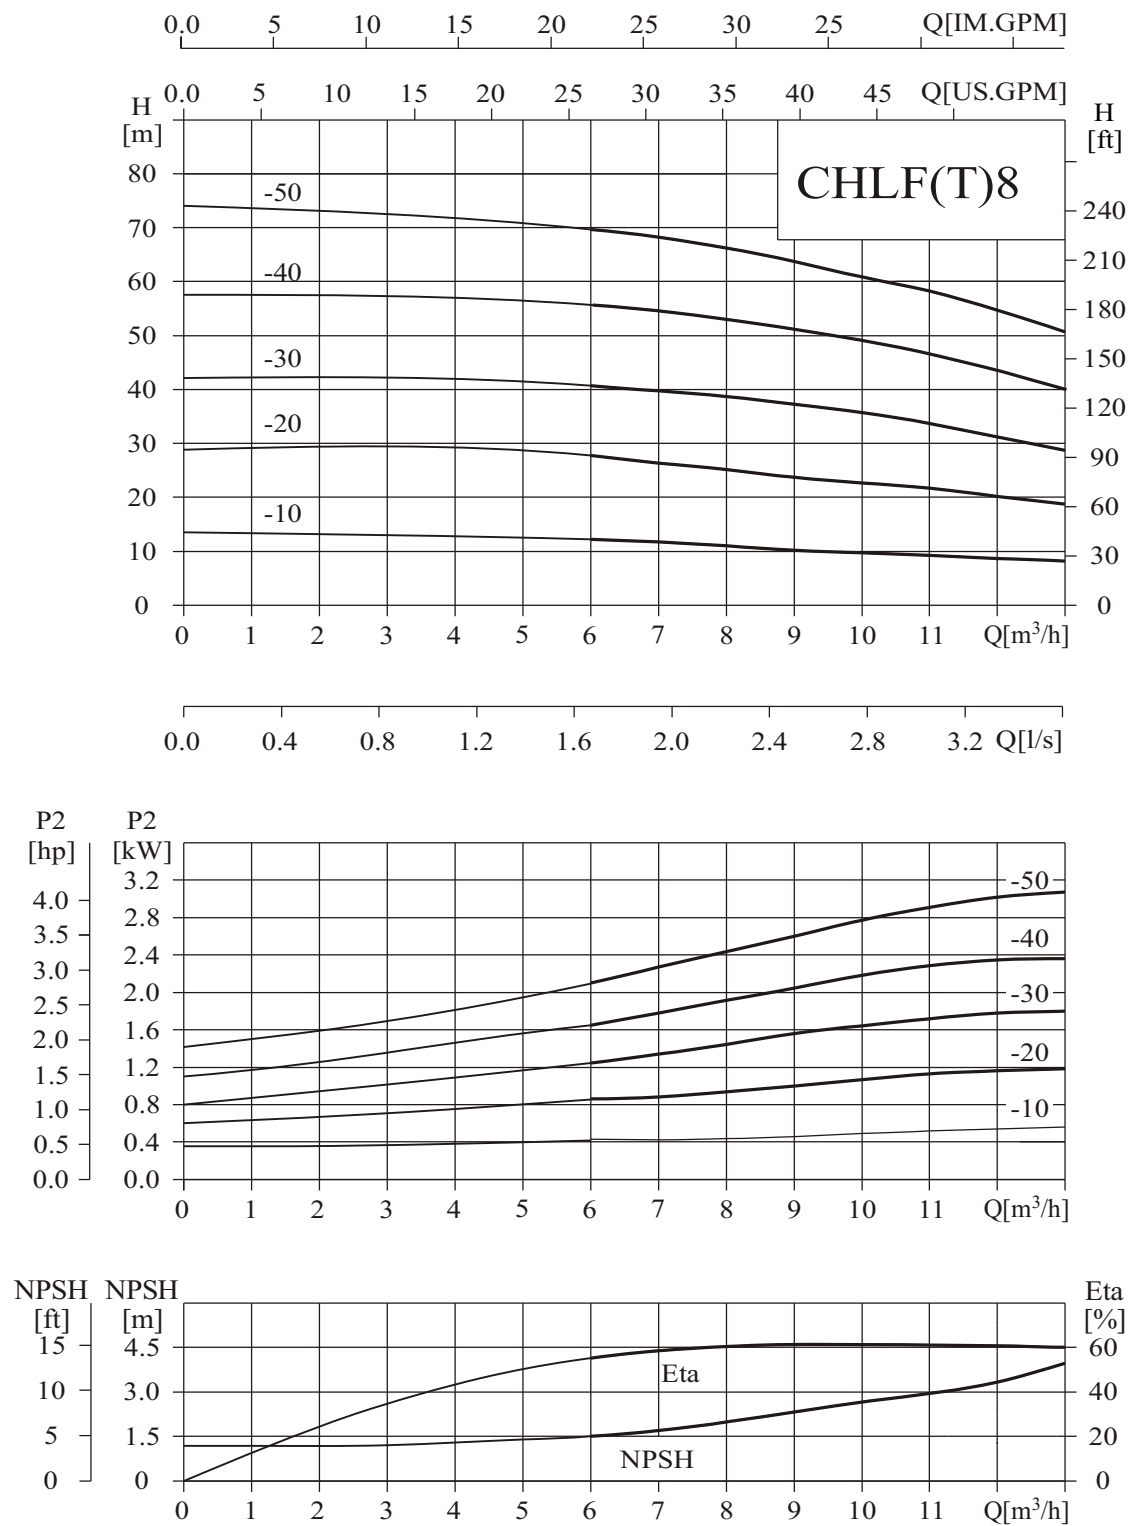 0.0 5 10 15 20 25 30 25 Q[IM.GPM]
0.0 5 10 15 20 25 30 35 40 45 Q[US.GPM]
H
[m]
H
[ft]
CHLF(T)8
80
70
60
50
40
30
20
10
0
240
210
180
150
120
90
60
30
0
-50
-40
-30
-20
-10
0 1 2 3 4 5 6 7 8 9 10 11 Q[m³/h]
0.0 0.4 0.8 1.2 1.6 2.0 2.4 2.8 3.2 Q[l/s]
P2
[hp]
P2
[kW]
4.0
3.5
3.0
2.5
2.0
1.5
1.0
0.5
0.0
3.2
2.8
2.4
2.0
1.6
1.2
0.8
0.4
0.0
-50
-40
-30
-20
-10
0 1 2 3 4 5 6 7 8 9 10 11 Q[m³/h]
NPSH
[ft]
NPSH
[m]
Eta
[%]
15
10
5
0
4.5
3.0
1.5
0
60
40
20
0
Eta
NPSH
0 1 2 3 4 5 6 7 8 9 10 11 Q[m³/h]